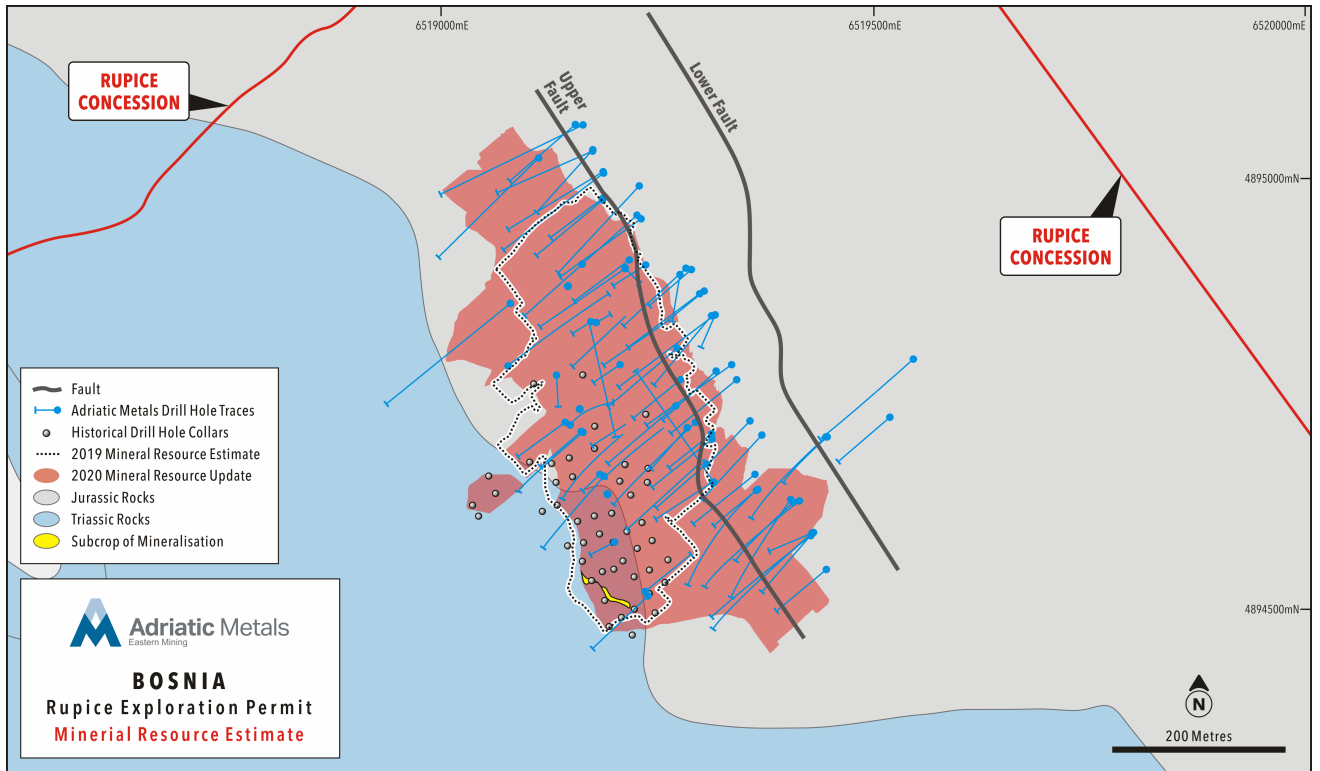 6519000mE
6519500mE
6520000mE
RUPICE
CONCESSION
Upper
Fault
Lower Fault
4895000mN
RUPICE
CONCESSION
Fault
Adriatic Metals Drill Hole Traces
Historical Drill Hole Collars
2019 Mineral Resource Estimate
2020 Mineral Resource Update
Jurassic Rocks
Triassic Rocks
Subcrop of Mineralisation
4894500mN
Adriatic Metals
Eastern Mining
BOSNIA
Rupice Exploration Permit
Minerial Resource Estimate
N
200 Metres